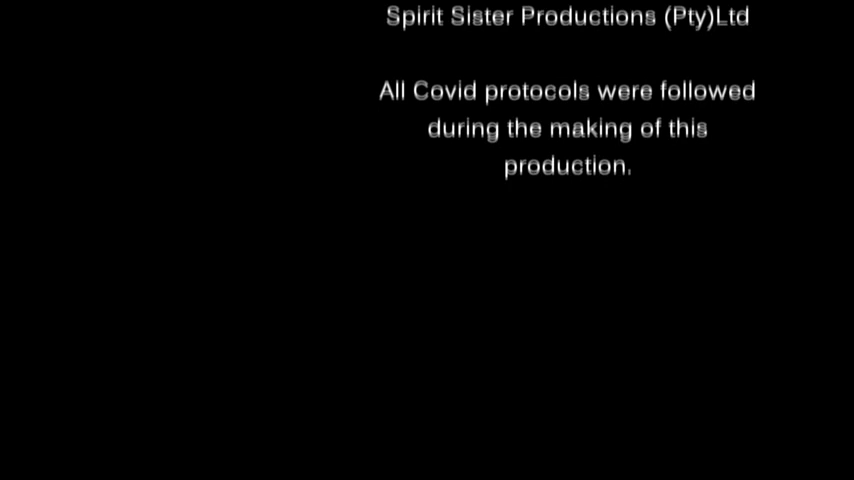 Spirit Sister Productions (Pty)Ltd
All Covid protocols were followed
during the making of this
production.